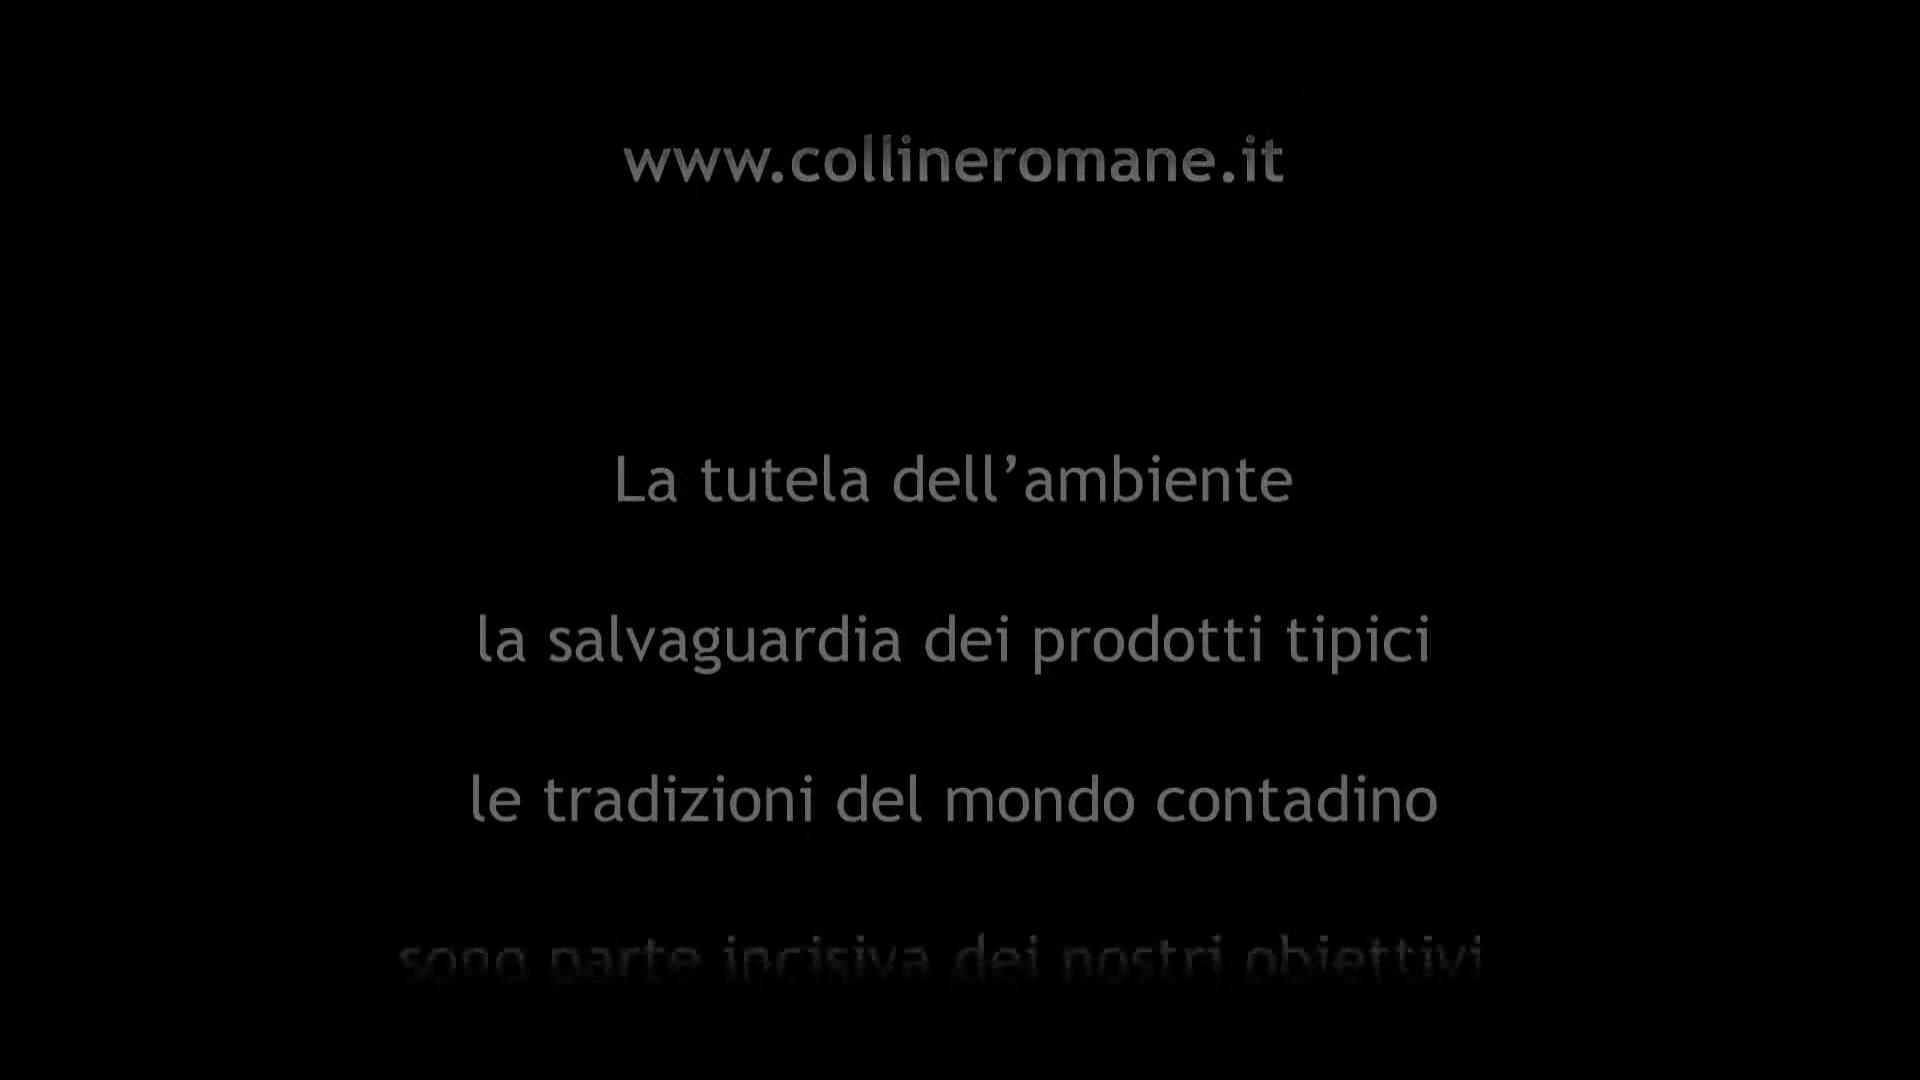 www.collineromane.it
La tutela dell’ambiente
la salvaguardia dei prodotti tipici
le tradizioni del mondo contadino
sono parte incisiva dei nostri obiettivi